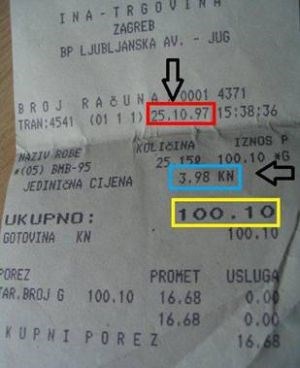 INA-TRGOVINA
ZAGREB
BP LJUBLJANSKA AV. - JUG
BROJ RAČUNA 0001 4371
TRAN:4541 (01 1 1) 25.10.97 15:38:36
NAZIV ROBE KOLIČINA IZNOS P
*(05) BMB-95 25.15l 100.10 *G
JEDINIČNA CIJENA 3.98 KN
UKUPNO: 100.10
GOTOVINA KN 100.10
POREZ PROMET USLUGA
TAR.BROJ G 100.10 16.68 0.00
16.68 0.00
KUPNI POREZ 16.68